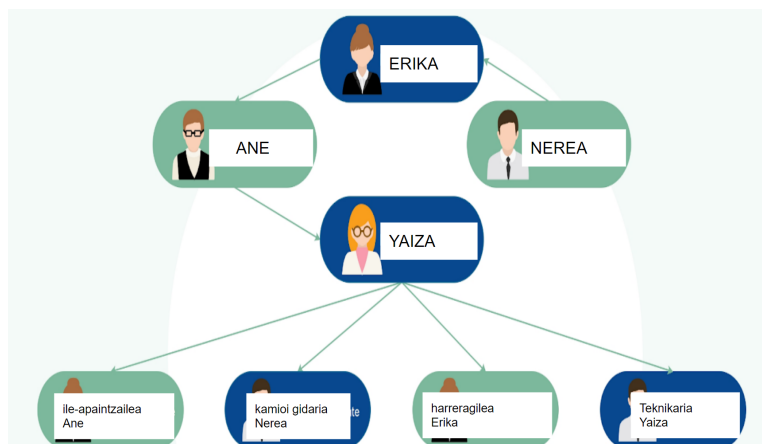 ERIKA
ANE
NEREA
YAIZA
ile-apaintzailea
Ane
kamioi gidaria
Nerea
harreragilea
Erika
Teknikaria
Yaiza